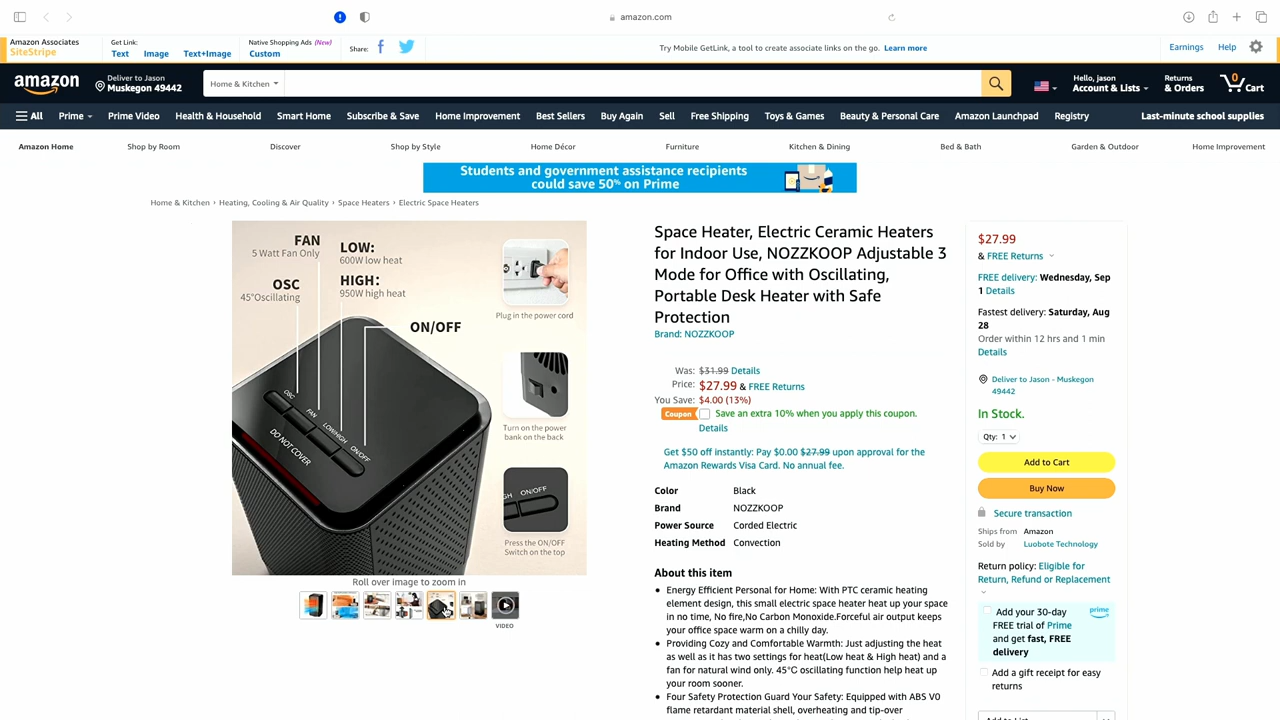 amazon.com
Amazon Associates
SiteStripe
Get Link:
Text Image Text+Image
Native Shopping Ads (New)
Custom
Share:
Try Mobile GetLink, a tool to create associate links on the go. Learn more
Earnings Help
amazon
Deliver to Jason
Muskegon 49442
Home & Kitchen
Hello, jason
Account & Lists
Returns
& Orders
0
Cart
All Prime Prime Video Health & Household Smart Home Subscribe & Save Home Improvement Best Sellers Buy Again Sell Free Shipping Toys & Games Beauty & Personal Care Amazon Launchpad Registry Last-minute school supplies
Amazon Home Shop by Room Discover Shop by Style Home Décor Furniture Kitchen & Dining Bed & Bath Garden & Outdoor Home Improvement
Students and government assistance recipients
could save 50% on Prime
Home & Kitchen › Heating, Cooling & Air Quality › Space Heaters › Electric Space Heaters
FAN
5 Watt Fan Only
LOW:
600W low heat
OSC
45°Oscillating
HIGH:
950W high heat
ON/OFF
Plug in the power cord
Turn on the power
bank on the back
GH ON/OFF
Press the ON/OFF
Switch on the top
OSC
FAN
LOW/HIGH
ON/OFF
DO NOT COVER
Roll over image to zoom in
VIDEO
Space Heater, Electric Ceramic Heaters
for Indoor Use, NOZZKOOP Adjustable 3
Mode for Office with Oscillating,
Portable Desk Heater with Safe
Protection
Brand: NOZZKOOP
Was: $31.99 Details
Price: $27.99 & FREE Returns
You Save: $4.00 (13%)
Coupon Save an extra 10% when you apply this coupon.
Details
Get $50 off instantly: Pay $0.00 $27.99 upon approval for the
Amazon Rewards Visa Card. No annual fee.
Color Black
Brand NOZZKOOP
Power Source Corded Electric
Heating Method Convection
About this item
• Energy Efficient Personal for Home: With PTC ceramic heating
element design, this small electric space heater heat up your space
in no time, No fire,No Carbon Monoxide.Forceful air output keeps
your office space warm on a chilly day.
• Providing Cozy and Comfortable Warmth: Just adjusting the heat
as well as it has two settings for heat(Low heat & High heat) and a
fan for natural wind only. 45°C oscillating function help heat up
your room sooner.
• Four Safety Protection Guard Your Safety: Equipped with ABS V0
flame retardant material shell, overheating and tip-over
$27.99
& FREE Returns
FREE delivery: Wednesday, Sep
1 Details
Fastest delivery: Saturday, Aug
28
Order within 12 hrs and 1 min
Details
Deliver to Jason - Muskegon
49442
In Stock.
Qty: 1
Add to Cart
Buy Now
Secure transaction
Ships from Amazon
Sold by Luobote Technology
Return policy: Eligible for
Return, Refund or Replacement
Add your 30-day
FREE trial of Prime
and get fast, FREE
delivery
prime
Add a gift receipt for easy
returns
Add to List